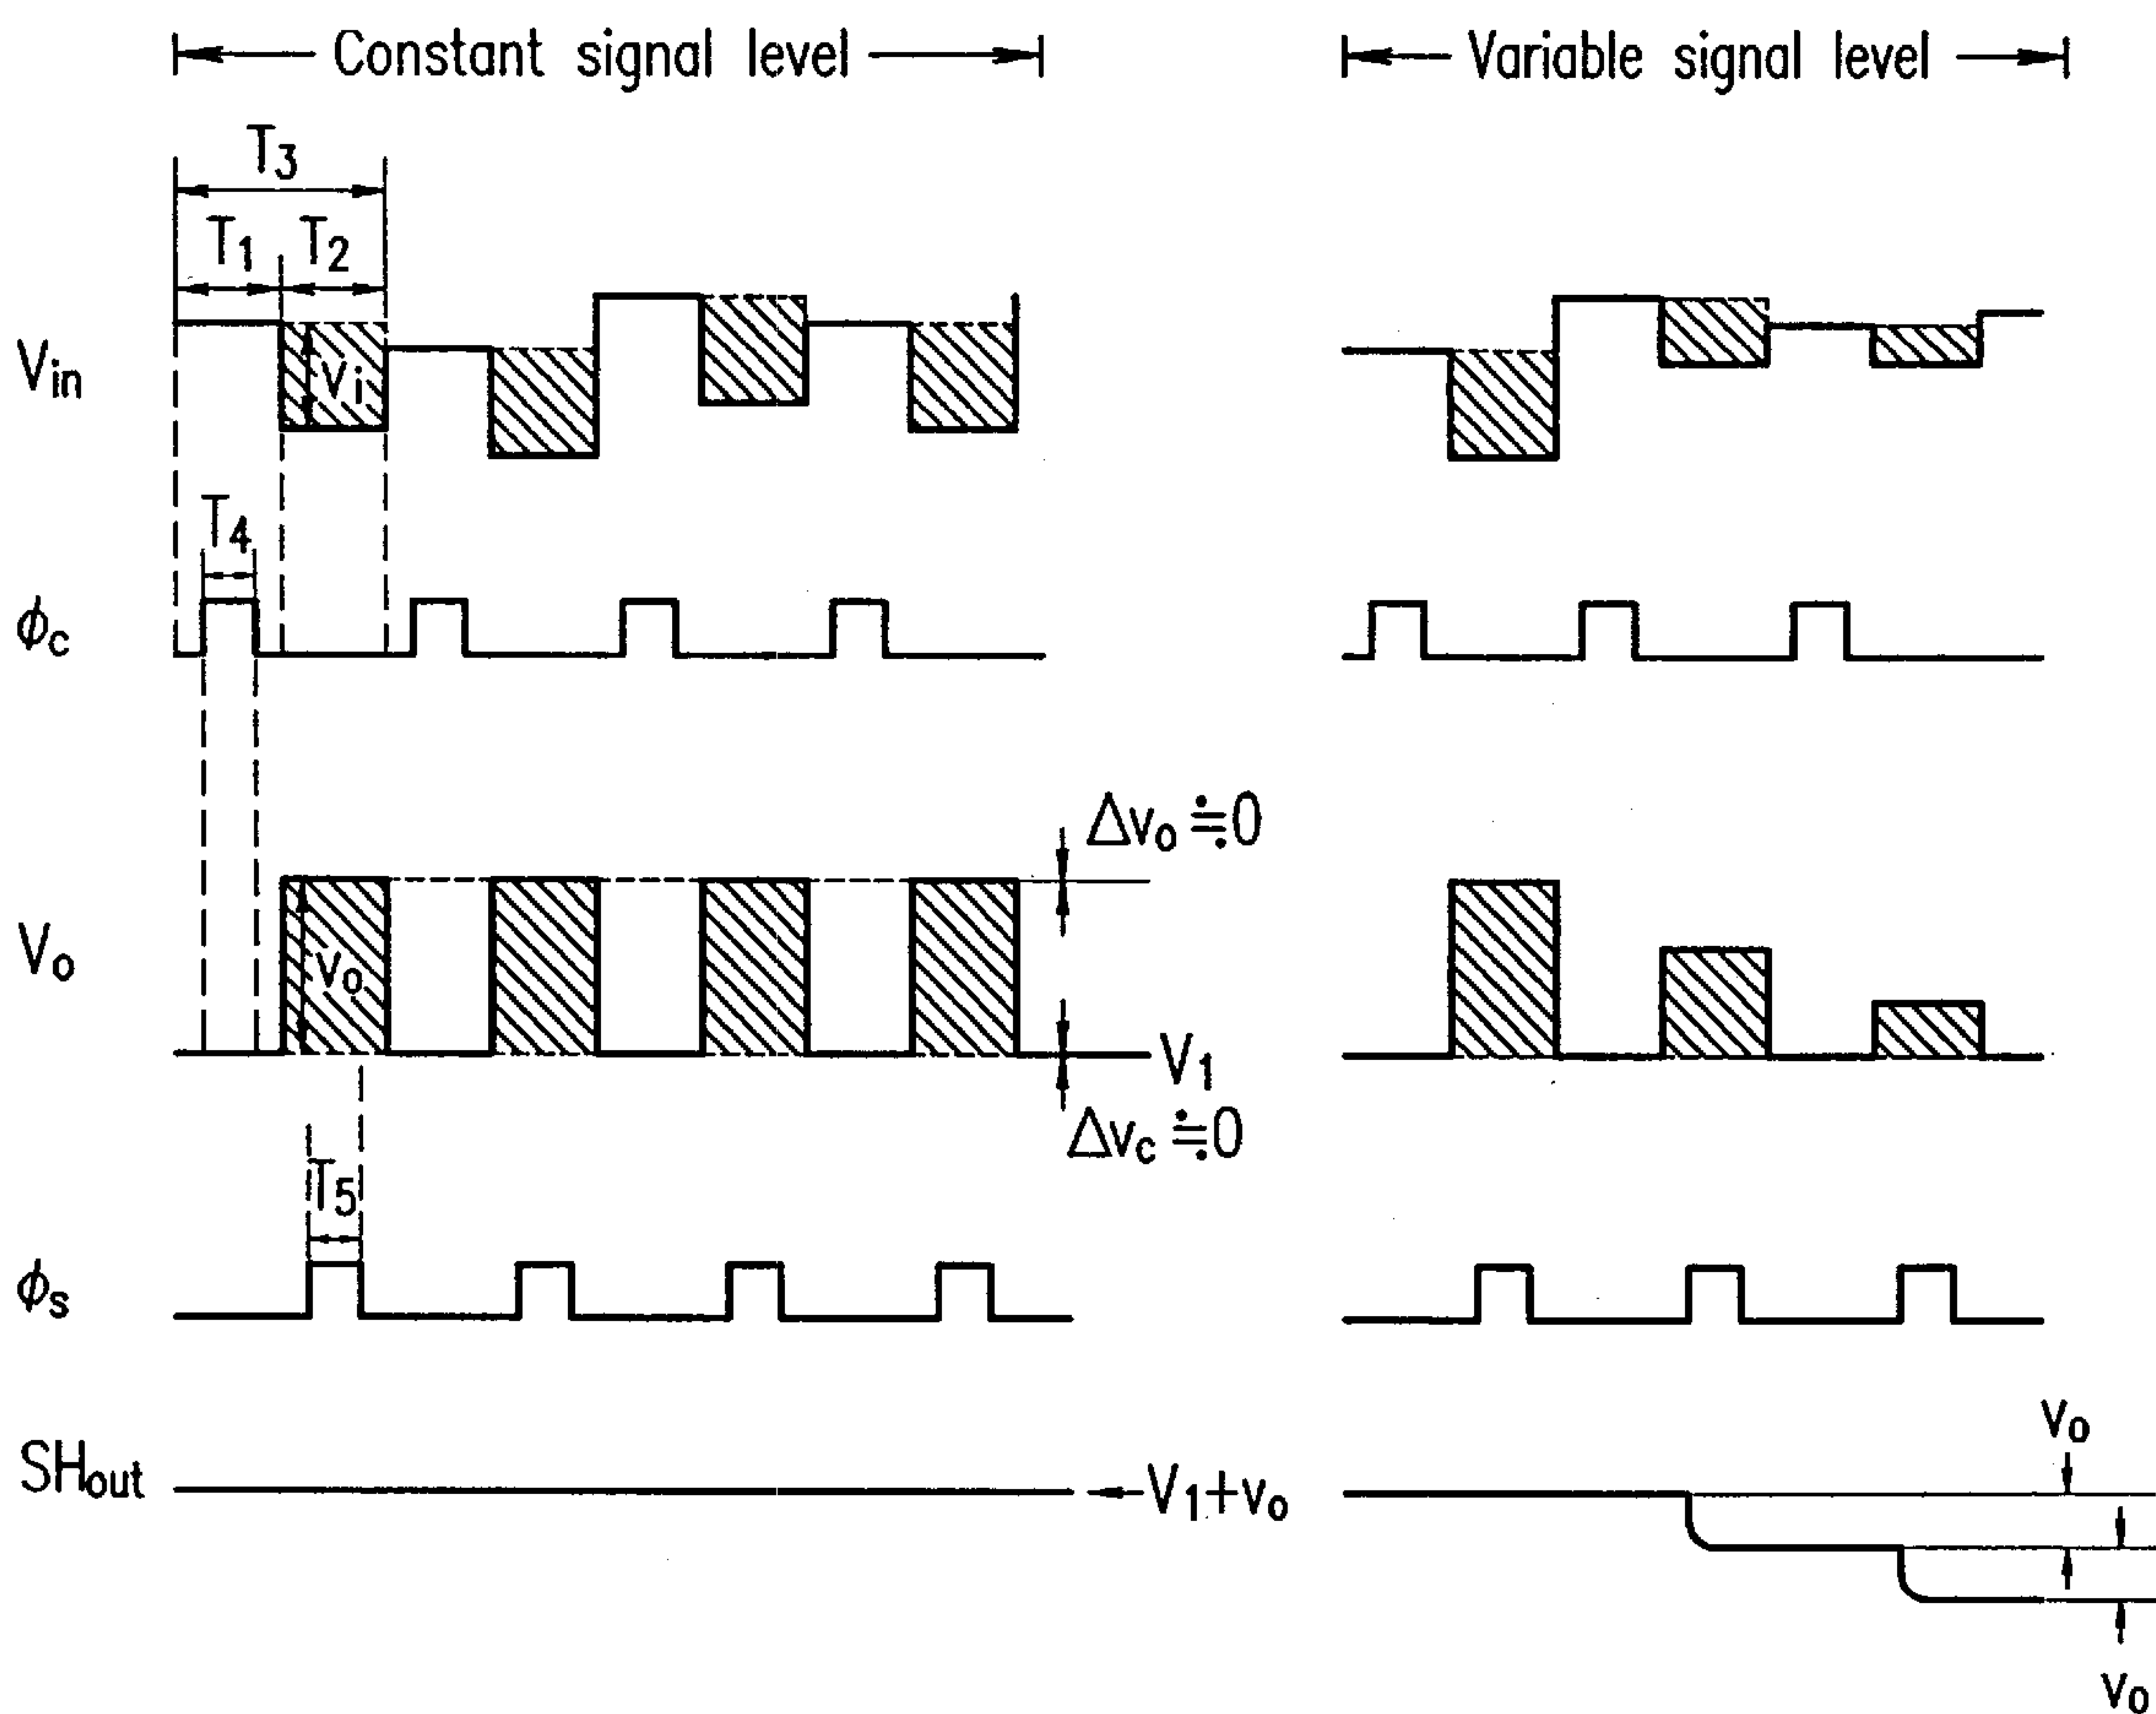 Constant signal level
Variable signal level
T3
T1
T2
Vin
vi
T4
ϕc
Δvo≒0
Vo
vo
V1
Δvc≒0
T5
ϕs
SHout
V1+vo
vo
vo